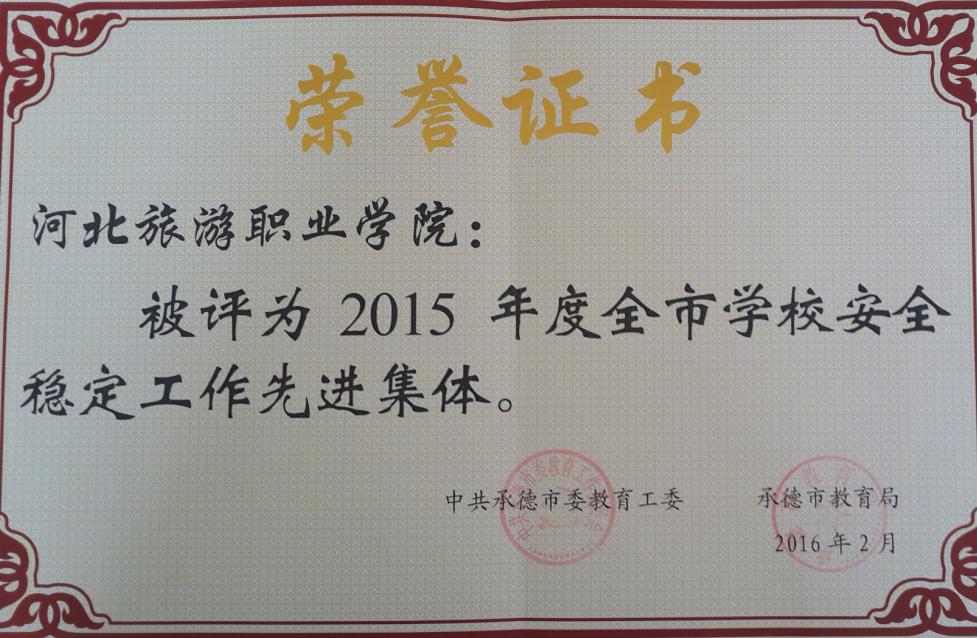 荣誉证书
河北旅游职业学院：
被评为 2015 年度全市学校安全
稳定工作先进集体。
中共承德市委教育工委 承德市教育局
2016 年 2 月